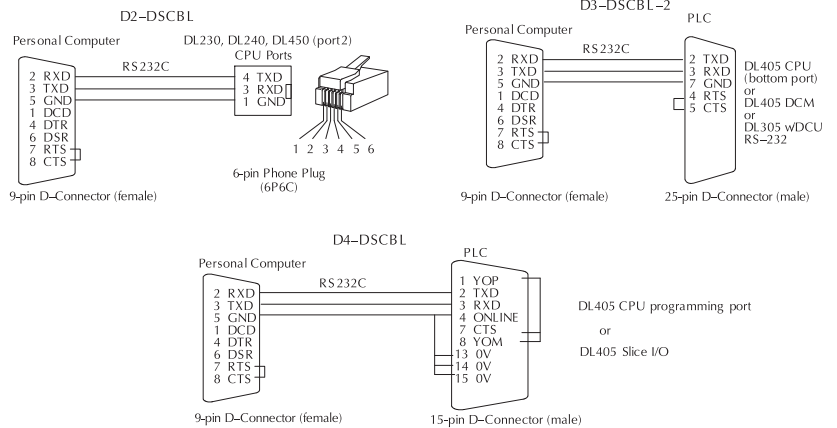 D2–DSCBL
Personal Computer
DL230, DL240, DL450 (port2)
CPU Ports
RS232C
2 RXD
3 TXD
5 GND
1 DCD
4 DTR
6 DSR
7 RTS
8 CTS
4 TXD
3 RXD
1 GND
1 2 3 4 5 6
6-pin Phone Plug
(6P6C)
9-pin D–Connector (female)
D3–DSCBL–2
Personal Computer
PLC
RS232C
2 RXD
3 TXD
5 GND
1 DCD
4 DTR
6 DSR
7 RTS
8 CTS
2 TXD
3 RXD
7 GND
4 RTS
5 CTS
DL405 CPU
(bottom port)
or
DL405 DCM
or
DL305 wDCU
RS–232
9-pin D–Connector (female)
25-pin D–Connector (male)
D4–DSCBL
Personal Computer
PLC
RS232C
2 RXD
3 TXD
5 GND
1 DCD
4 DTR
6 DSR
7 RTS
8 CTS
1 YOP
2 TXD
3 RXD
4 ONLINE
7 CTS
8 YOM
13 0V
14 0V
15 0V
DL405 CPU programming port
or
DL405 Slice I/O
9-pin D–Connector (female)
15-pin D–Connector (male)